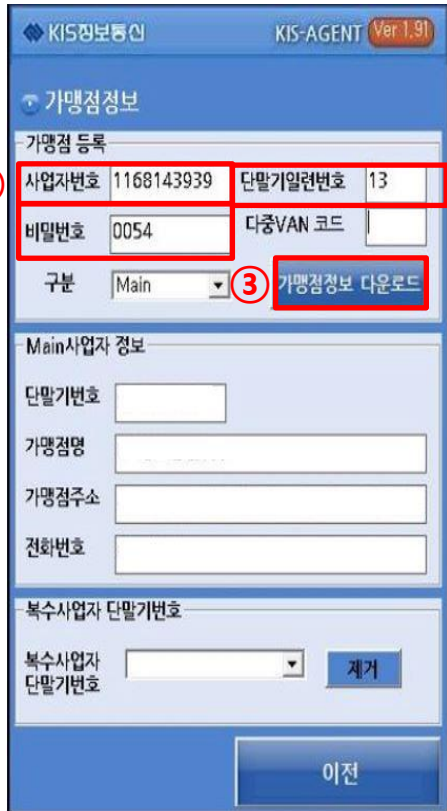 KIS정보통신 KIS-AGENT Ver 1.91
가맹점정보
가맹점 등록
사업자번호 1168143939 단말기일련번호 13
비밀번호 0054 다중VAN 코드
구분 Main ③ 가맹점정보 다운로드
Main사업자 정보
단말기번호
가맹점명
가맹점주소
전화번호
복수사업자 단말기번호
복수사업자
단말기번호
제거
이전